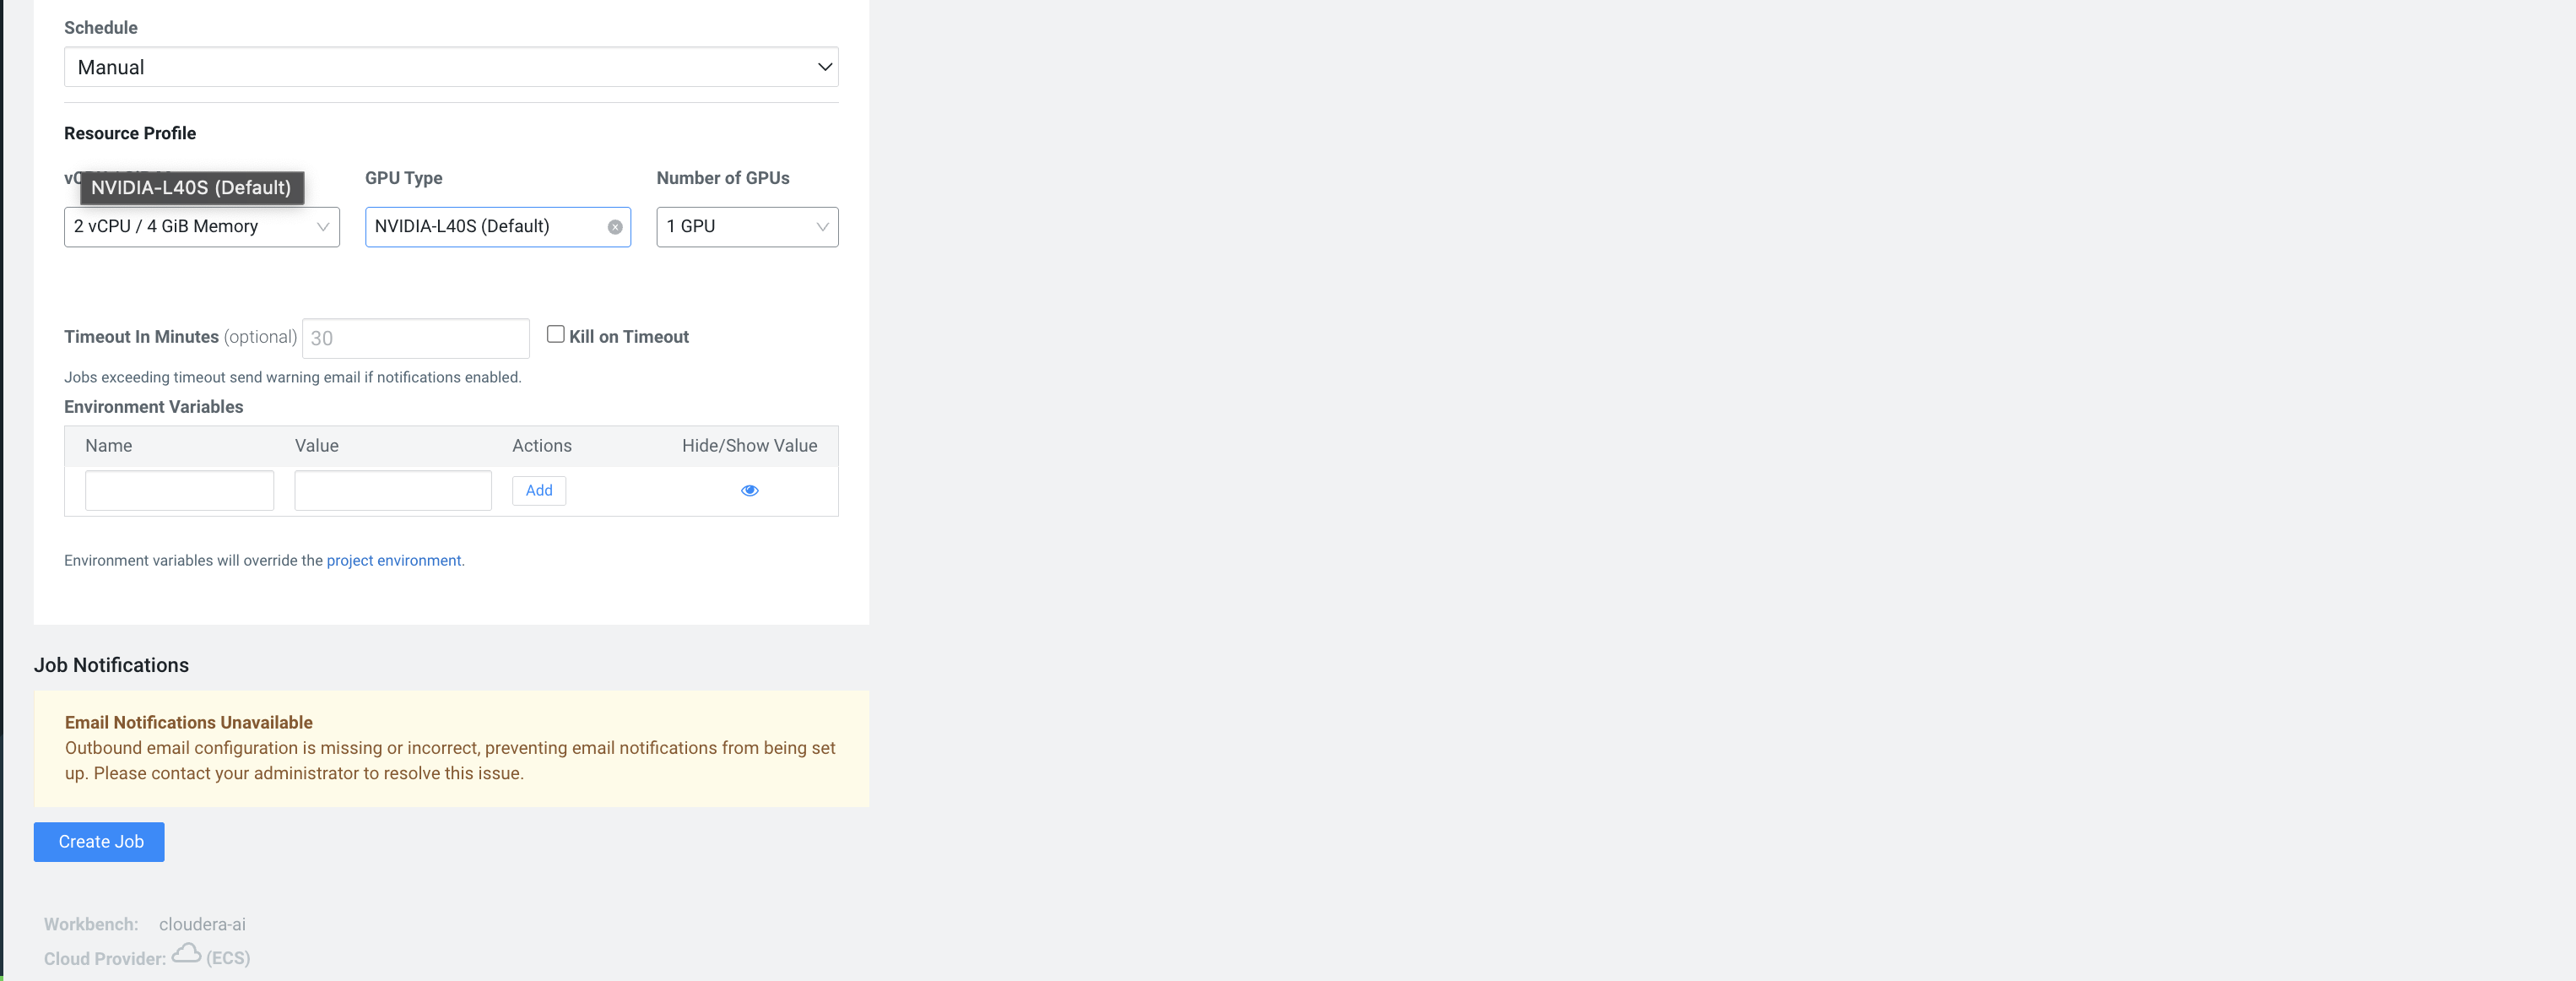 Schedule
Manual
Resource Profile
NVIDIA-L40S (Default)
GPU Type
Number of GPUs
2 vCPU / 4 GiB Memory
NVIDIA-L40S (Default)
1 GPU
Timeout In Minutes (optional)
30
Kill on Timeout
Jobs exceeding timeout send warning email if notifications enabled.
Environment Variables
Name
Value
Actions
Hide/Show Value
Add
Environment variables will override the project environment.
Job Notifications
Email Notifications Unavailable
Outbound email configuration is missing or incorrect, preventing email notifications from being set
up. Please contact your administrator to resolve this issue.
Create Job
Workbench: cloudera-ai
Cloud Provider: (ECS)